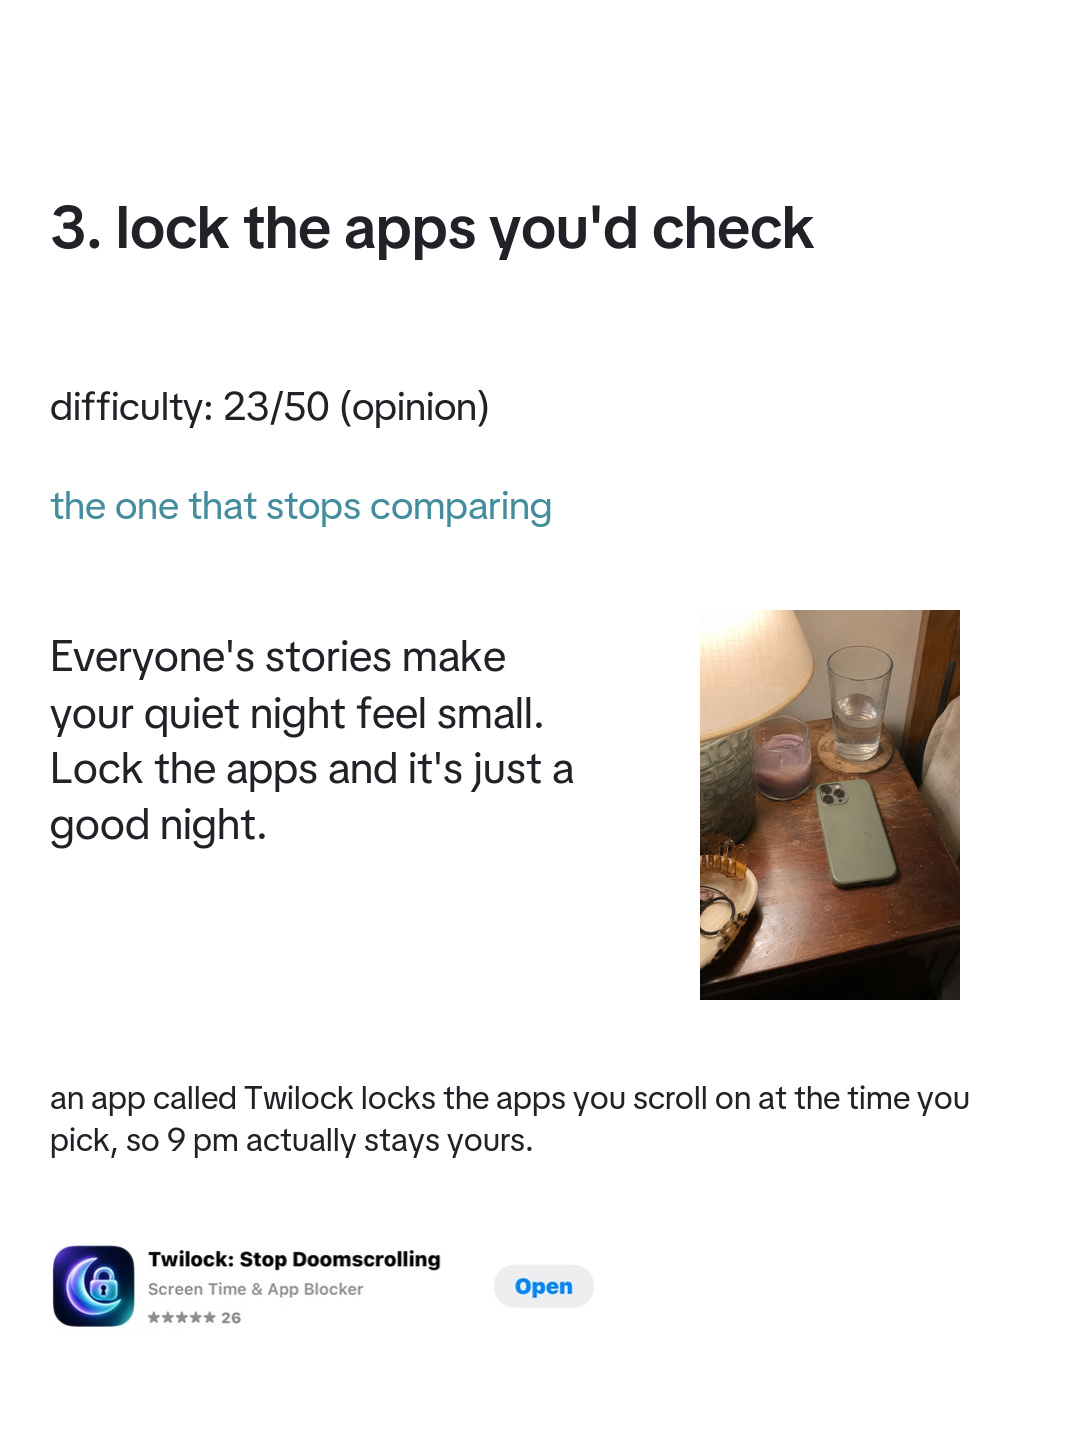 3. lock the apps you'd check
difficulty: 23/50 (opinion)
the one that stops comparing
Everyone's stories make
your quiet night feel small.
Lock the apps and it's just a
good night.
an app called Twilock locks the apps you scroll on at the time you
pick, so 9 pm actually stays yours.
Twilock: Stop Doomscrolling
Screen Time & App Blocker
★★★★★ 26
Open